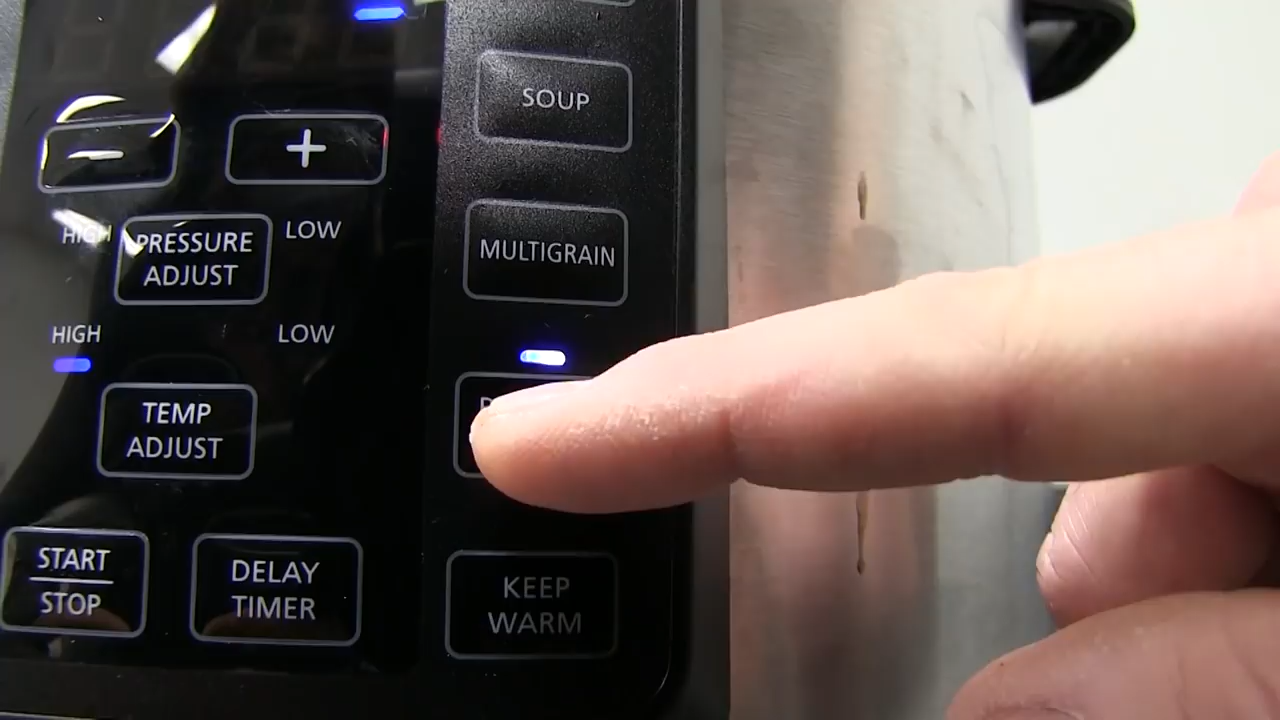 SOUP
− +
HIGH LOW
PRESSURE
ADJUST
MULTIGRAIN
HIGH LOW
TEMP
ADJUST
START
STOP
DELAY
TIMER
KEEP
WARM